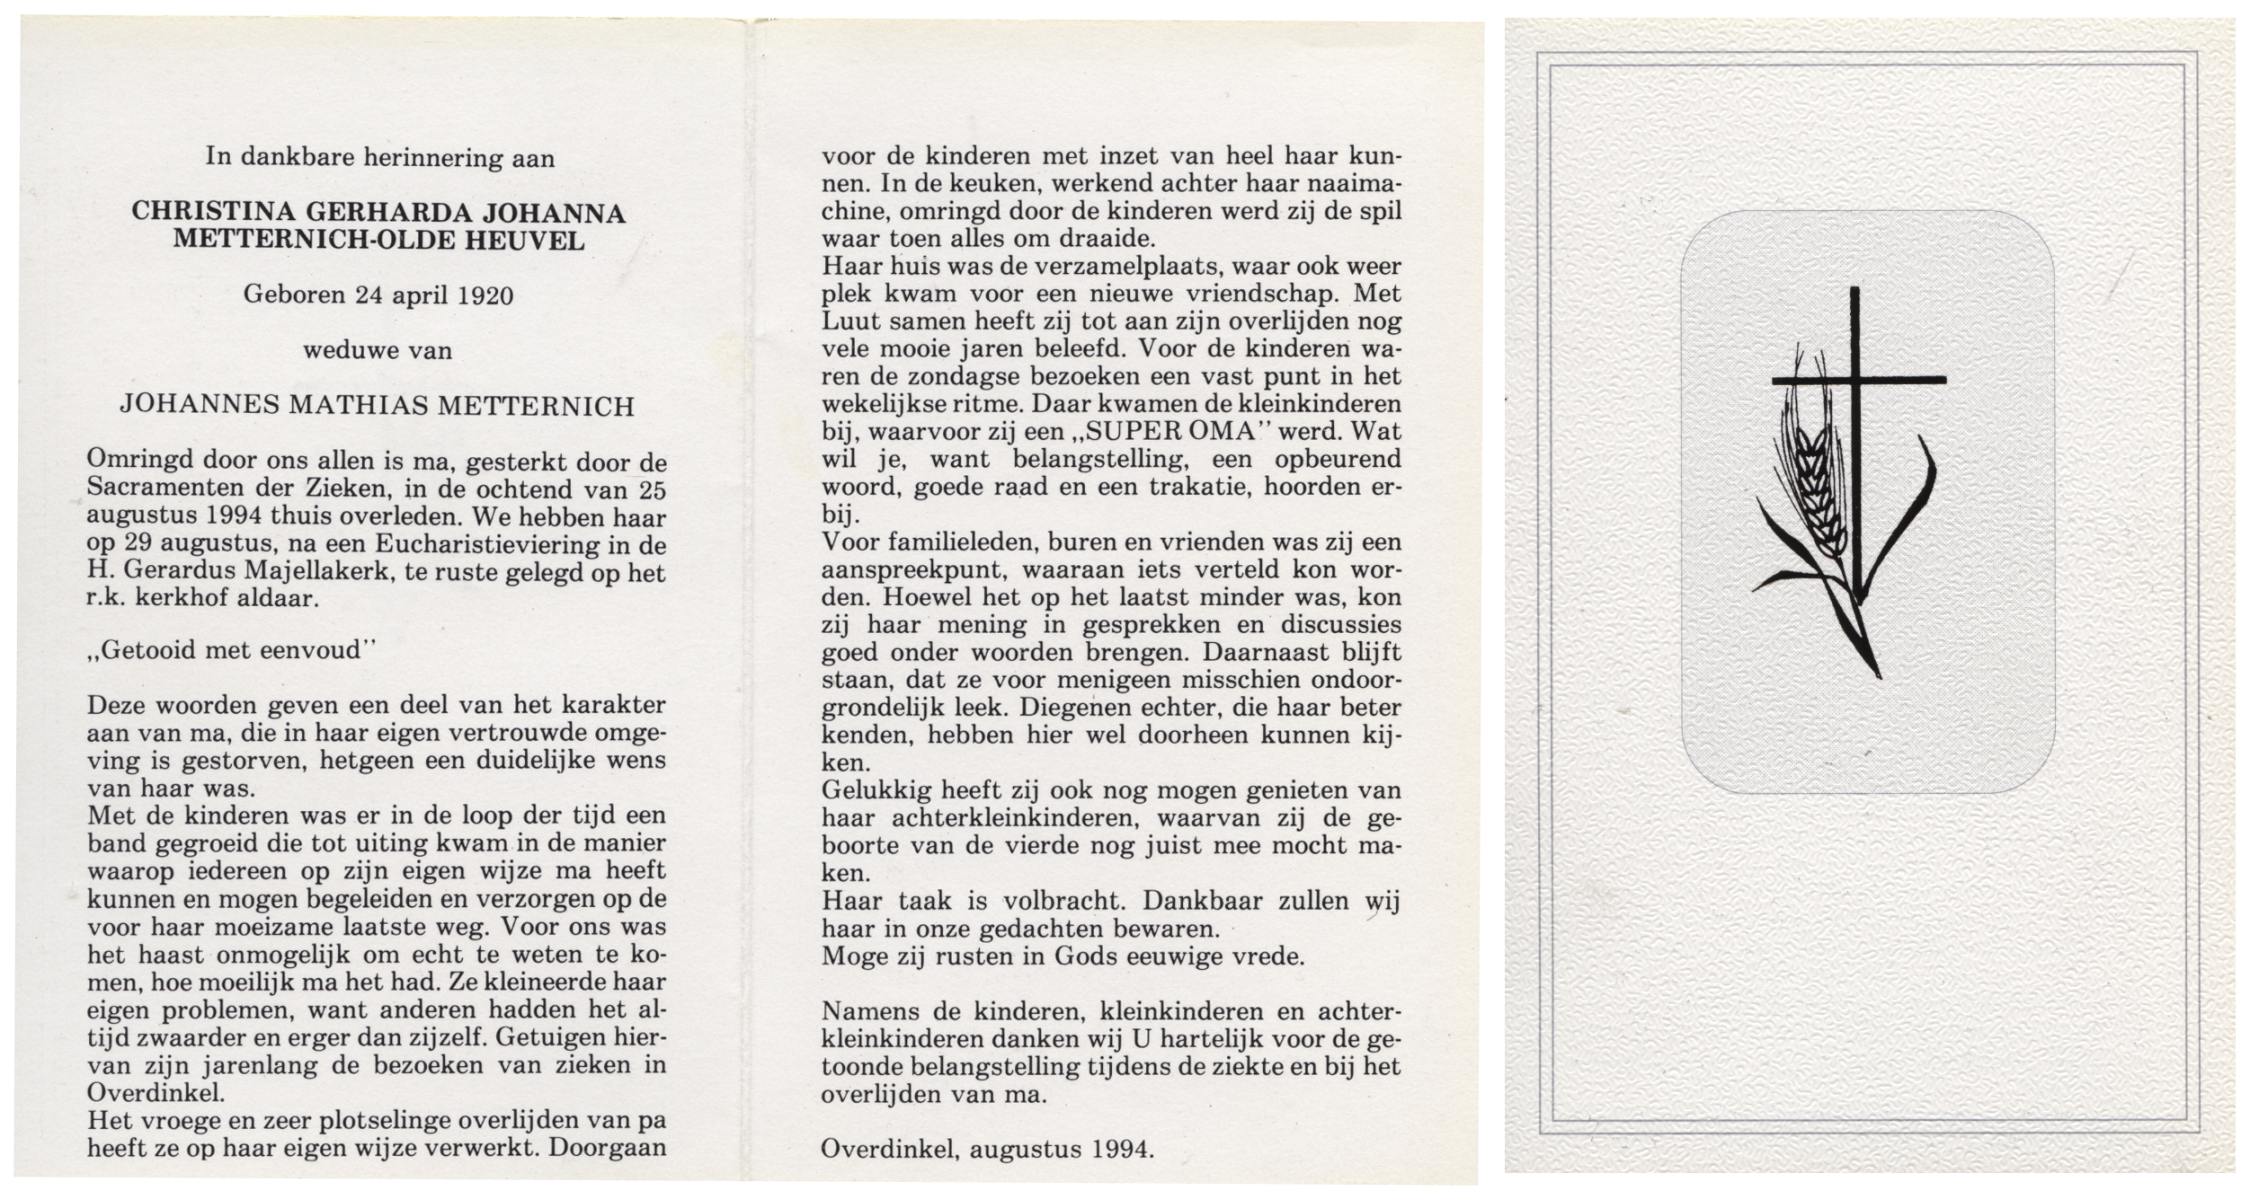 In dankbare herinnering aan
CHRISTINA GERHARDA JOHANNA
METTERNICH-OLDE HEUVEL
Geboren 24 april 1920
weduwe van
JOHANNES MATHIAS METTERNICH
Omringd door ons allen is ma, gesterkt door de
Sacramenten der Zieken, in de ochtend van 25
augustus 1994 thuis overleden. We hebben haar
op 29 augustus, na een Eucharistieviering in de
H. Gerardus Majellakerk, te ruste gelegd op het
r.k. kerkhof aldaar.
,,Getooid met eenvoud’’
Deze woorden geven een deel van het karakter
aan van ma, die in haar eigen vertrouwde omge-
ving is gestorven, hetgeen een duidelijke wens
van haar was.
Met de kinderen was er in de loop der tijd een
band gegroeid die tot uiting kwam in de manier
waarop iedereen op zijn eigen wijze ma heeft
kunnen en mogen begeleiden en verzorgen op de
voor haar moeizame laatste weg. Voor ons was
het haast onmogelijk om echt te weten te ko-
men, hoe moeilijk ma het had. Ze kleineerde haar
eigen problemen, want anderen hadden het al-
tijd zwaarder en erger dan zijzelf. Getuigen hier-
van zijn jarenlang de bezoeken van zieken in
Overdinkel.
Het vroege en zeer plotselinge overlijden van pa
heeft ze op haar eigen wijze verwerkt. Doorgaan
voor de kinderen met inzet van heel haar kun-
nen. In de keuken, werkend achter haar naaima-
chine, omringd door de kinderen werd zij de spil
waar toen alles om draaide.
Haar huis was de verzamelplaats, waar ook weer
plek kwam voor een nieuwe vriendschap. Met
Luut samen heeft zij tot aan zijn overlijden nog
vele mooie jaren beleefd. Voor de kinderen wa-
ren de zondagse bezoeken een vast punt in het
wekelijkse ritme. Daar kwamen de kleinkinderen
bij, waarvoor zij een ,,SUPER OMA’’ werd. Wat
wil je, want belangstelling, een opbeurend
woord, goede raad en een trakatie, hoorden er-
bij.
Voor familieleden, buren en vrienden was zij een
aanspreekpunt, waaraan iets verteld kon wor-
den. Hoewel het op het laatst minder was, kon
zij haar mening in gesprekken en discussies
goed onder woorden brengen. Daarnaast blijft
staan, dat ze voor menigeen misschien ondoor-
grondelijk leek. Diegenen echter, die haar beter
kenden, hebben hier wel doorheen kunnen kij-
ken.
Gelukkig heeft zij ook nog mogen genieten van
haar achterkleinkinderen, waarvan zij de ge-
boorte van de vierde nog juist mee mocht ma-
ken.
Haar taak is volbracht. Dankbaar zullen wij
haar in onze gedachten bewaren.
Moge zij rusten in Gods eeuwige vrede.
Namens de kinderen, kleinkinderen en achter-
kleinkinderen danken wij U hartelijk voor de ge-
toonde belangstelling tijdens de ziekte en bij het
overlijden van ma.
Overdinkel, augustus 1994.